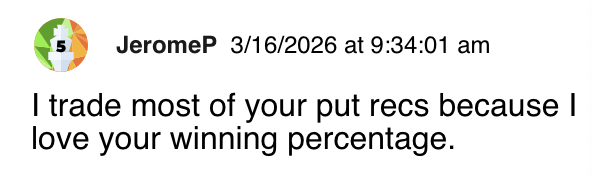 5
JeromeP 3/16/2026 at 9:34:01 am
I trade most of your put recs because I
love your winning percentage.